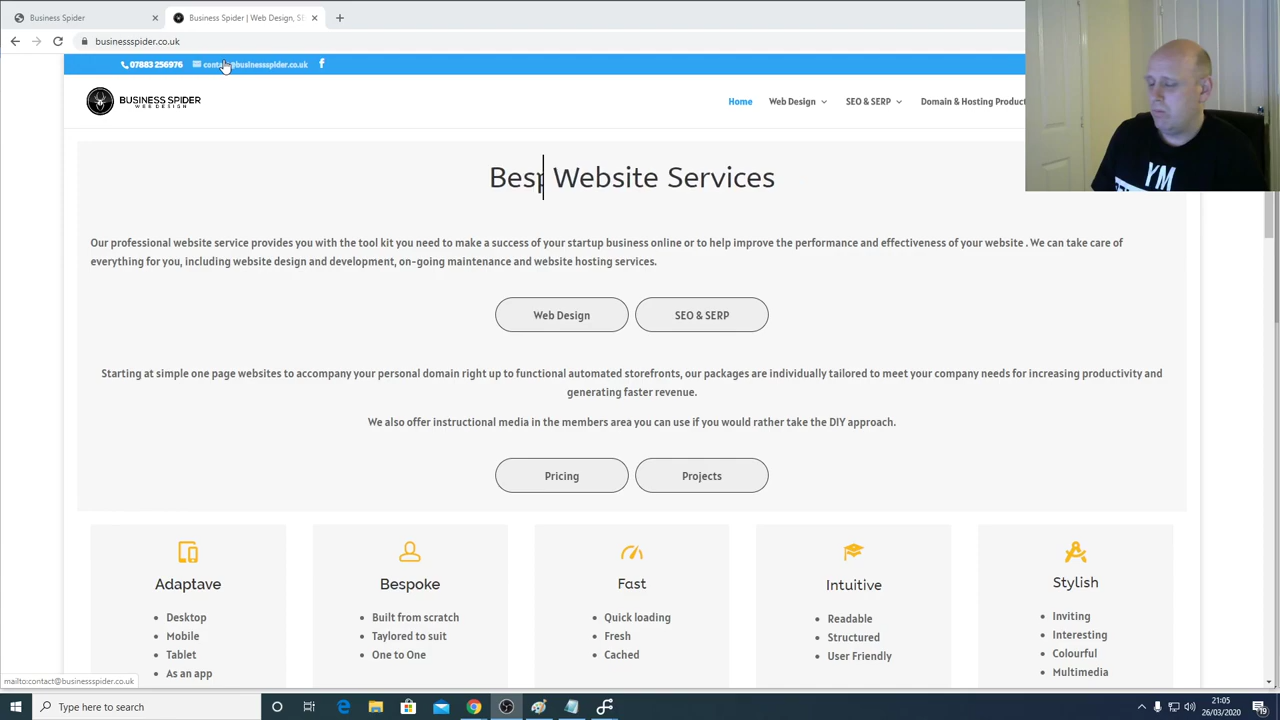 Business Spider
Business Spider | Web Design, SE
businessspider.co.uk
07883 256976 contact@businessspider.co.uk f
BUSINESS SPIDER
WEB DESIGN
Home Web Design SEO & SERP Domain & Hosting Product
Besp Website Services
Our professional website service provides you with the tool kit you need to make a success of your startup business online or to help improve the performance and effectiveness of your website . We can take care of
everything for you, including website design and development, on-going maintenance and website hosting services.
Web Design SEO & SERP
Starting at simple one page websites to accompany your personal domain right up to functional automated storefronts, our packages are individually tailored to meet your company needs for increasing productivity and
generating faster revenue.
We also offer instructional media in the members area you can use if you would rather take the DIY approach.
Pricing Projects
Adaptave
Desktop
Mobile
Tablet
As an app
Bespoke
Built from scratch
Taylored to suit
One to One
Fast
Quick loading
Fresh
Cached
Intuitive
Readable
Structured
User Friendly
Stylish
Inviting
Interesting
Colourful
Multimedia
mailto:contact@businessspider.co.uk
Type here to search
21:05
26/03/2020
YM